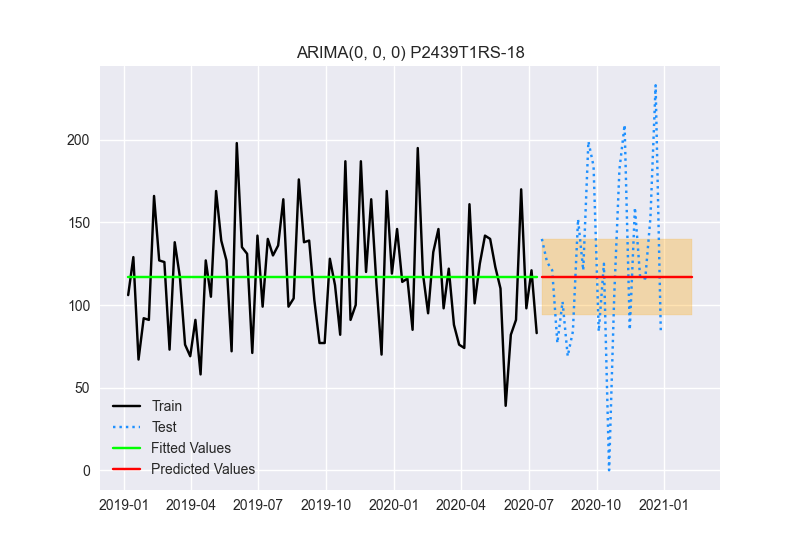 ARIMA(0, 0, 0) P2439T1RS-18
200
150
100
50
0
Train
Test
Fitted Values
Predicted Values
2019-01 2019-04 2019-07 2019-10 2020-01 2020-04 2020-07 2020-10 2021-01